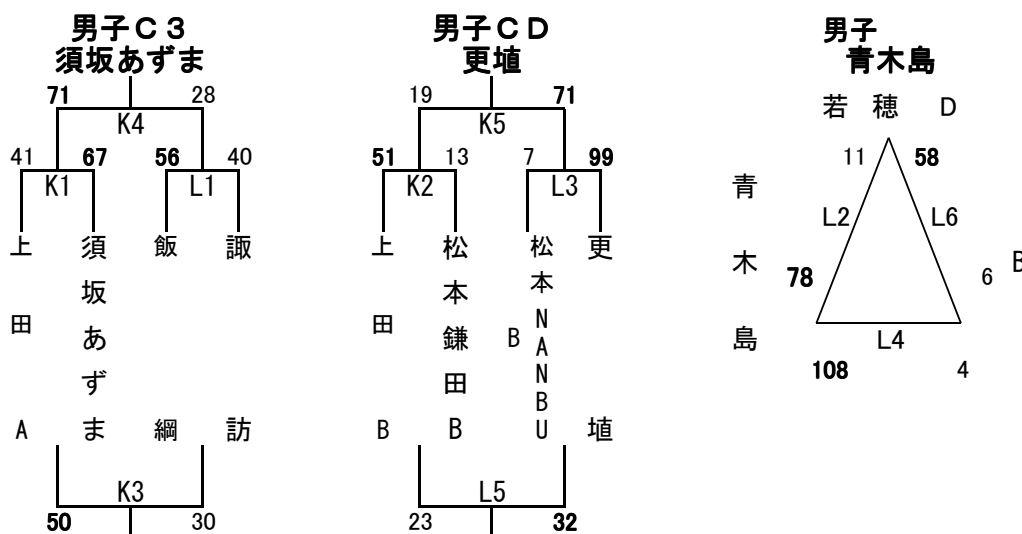 男子Ｃ３
須坂あずま
71 28
K4
41 67 56 40
K1 L1
上田A
須坂あずま
飯綱
諏訪
K3
50 30
男子ＣＤ
更埴
19 71
K5
51 13 7 99
K2 L3
上田B
松本鎌田B
松本NANBU
B
更埴
L5
23 32
男子
青木島
若穂D
11 58
L2 L6
青木島
78 6
B
L4
108 4